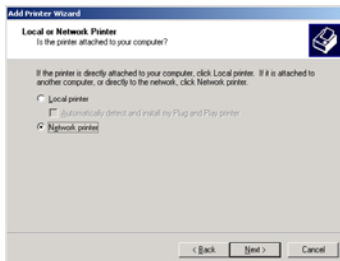 Add Printer Wizard
Local or Network Printer
Is the printer attached to your computer?
If the printer is directly attached to your computer, click Local printer. If it is attached to
another computer, or directly to the network, click Network printer.
Local printer
Automatically detect and install my Plug and Play printer
Network printer
< Back
Next >
Cancel